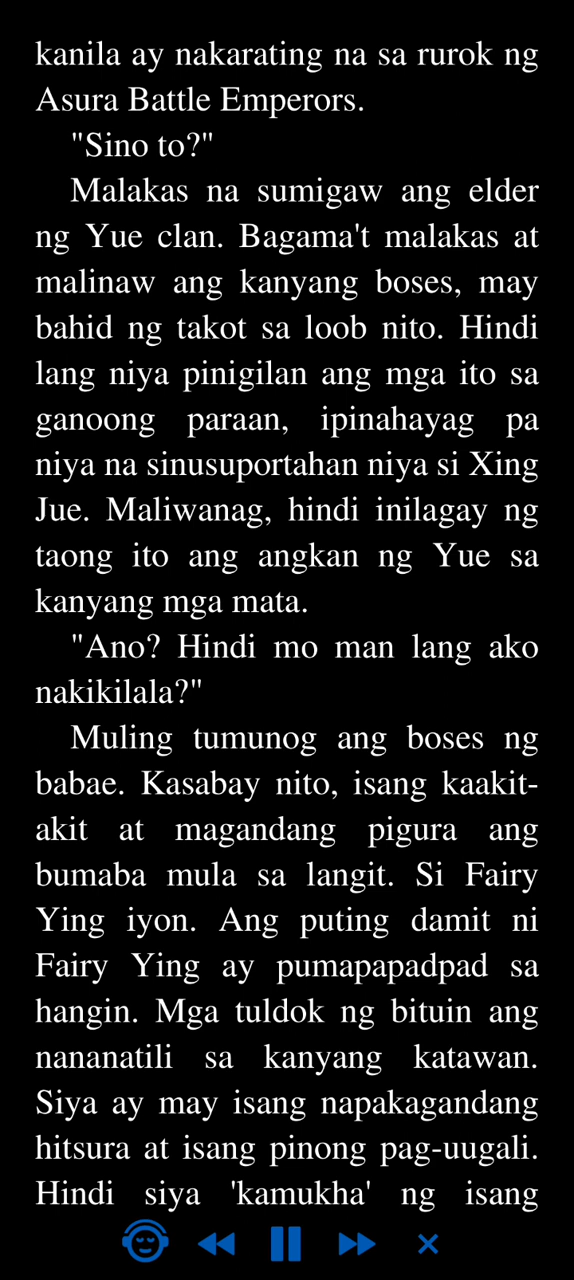 kanila ay nakarating na sa rurok ng
Asura Battle Emperors.
"Sino to?"
Malakas na sumigaw ang elder
ng Yue clan. Bagama't malakas at
malinaw ang kanyang boses, may
bahid ng takot sa loob nito. Hindi
lang niya pinigilan ang mga ito sa
ganoong paraan, ipinahayag pa
niya na sinusuportahan niya si Xing
Jue. Maliwanag, hindi inilagay ng
taong ito ang angkan ng Yue sa
kanyang mga mata.
"Ano? Hindi mo man lang ako
nakikilala?"
Muling tumunog ang boses ng
babae. Kasabay nito, isang kaakit-
akit at magandang pigura ang
bumaba mula sa langit. Si Fairy
Ying iyon. Ang puting damit ni
Fairy Ying ay pumapapadpad sa
hangin. Mga tuldok ng bituin ang
nananatili sa kanyang katawan.
Siya ay may isang napakagandang
hitsura at isang pinong pag-uugali.
Hindi siya 'kamukha' ng isang